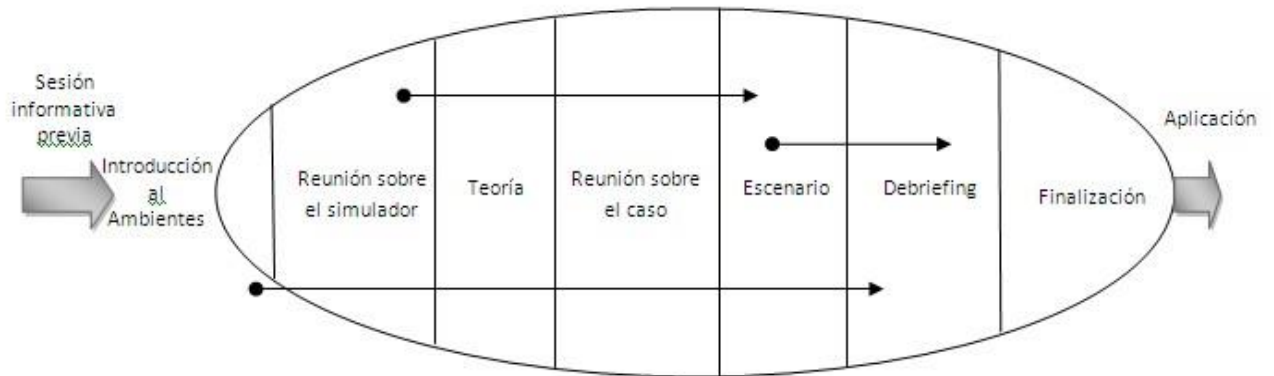 Sesión
informativa
previa
Introducción
al
Ambientes
Reunión sobre
el simulador
Teoría
Reunión sobre
el caso
Escenario
Debriefing
Finalización
Aplicación